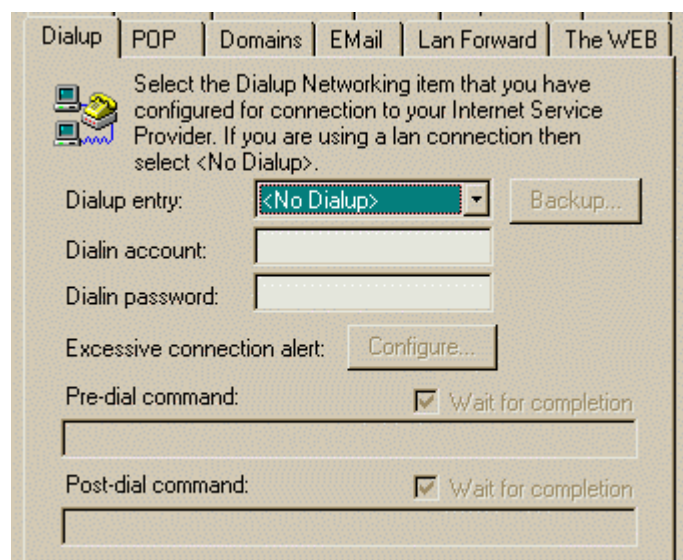 Dialup POP Domains EMail Lan Forward The WEB
Select the Dialup Networking item that you have
configured for connection to your Internet Service
Provider. If you are using a lan connection then
select <No Dialup>.
Dialup entry: <No Dialup> Backup...
Dialin account:
Dialin password:
Excessive connection alert: Configure...
Pre-dial command: Wait for completion
Post-dial command: Wait for completion